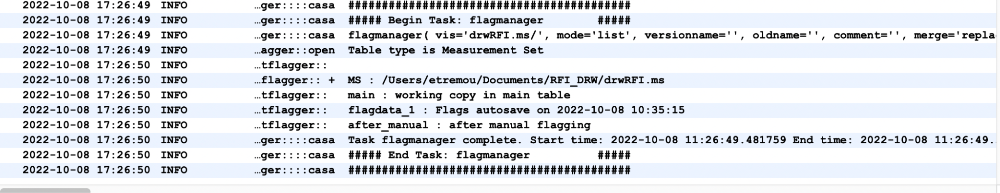 2022-10-08 17:26:49 INFO …ger::::casa ##########################################
2022-10-08 17:26:49 INFO …ger::::casa ##### Begin Task: flagmanager        #####
2022-10-08 17:26:49 INFO …ger::::casa flagmanager( vis='drwRFI.ms/', mode='list', versionname='', oldname='', comment='', merge='repla
2022-10-08 17:26:49 INFO …agger::open Table type is Measurement Set
2022-10-08 17:26:50 INFO …tflagger::
2022-10-08 17:26:50 INFO …flagger:: + MS : /Users/etremou/Documents/RFI_DRW/drwRFI.ms
2022-10-08 17:26:50 INFO …tflagger:: main : working copy in main table
2022-10-08 17:26:50 INFO …tflagger:: flagdata_1 : Flags autosave on 2022-10-08 10:35:15
2022-10-08 17:26:50 INFO …tflagger:: after_manual : after manual flagging
2022-10-08 17:26:50 INFO …ger::::casa Task flagmanager complete. Start time: 2022-10-08 11:26:49.481759 End time: 2022-10-08 11:26:49.
2022-10-08 17:26:50 INFO …ger::::casa ##### End Task: flagmanager          #####
2022-10-08 17:26:50 INFO …ger::::casa ##########################################